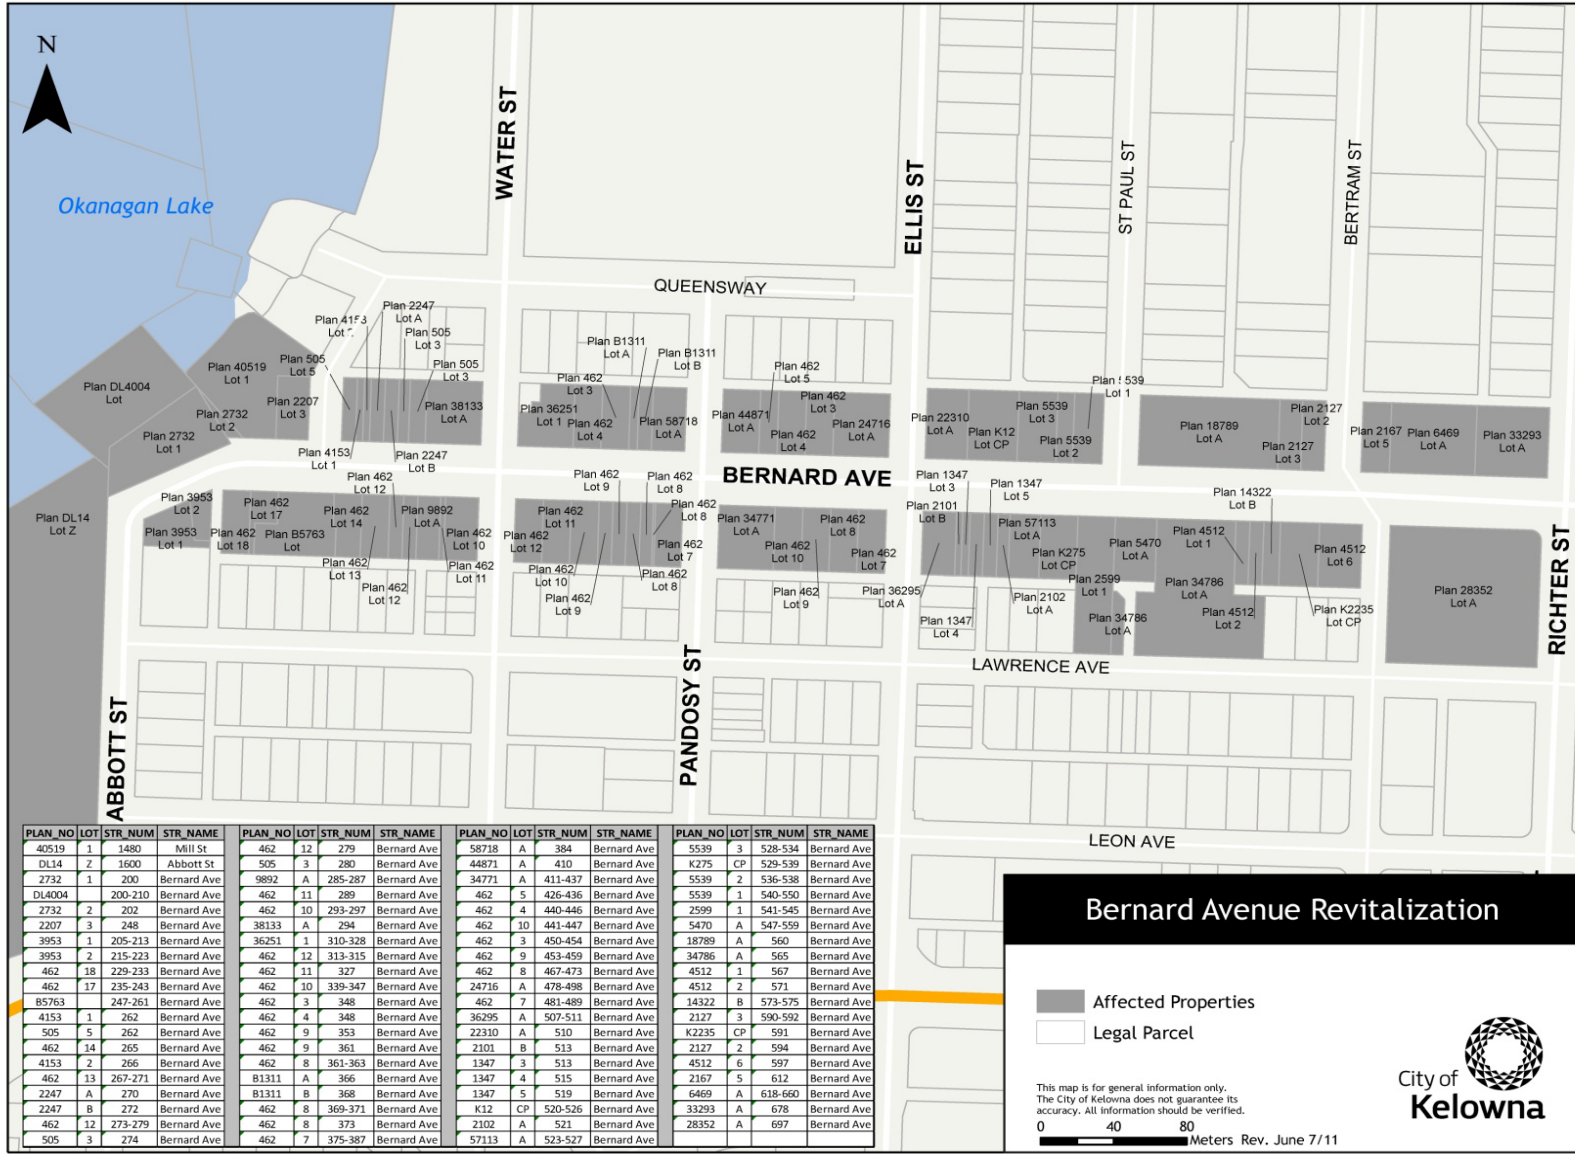 N
Okanagan Lake
WATER ST
ELLIS ST
ST PAUL ST
BERTRAM ST
QUEENSWAY
Plan 4153
Plan 2247
Lot A
Plan 505
Lot 3
Plan 505
Lot 5
Plan 505
Lot 3
Plan B1311
Lot A
Plan B1311
Lot B
Plan 462
Lot 5
Plan 40519
Lot 1
Plan DL4004
Lot
Plan 2207
Lot 3
Plan 2732
Lot 2
Plan 2732
Lot 1
Plan 38133
Lot A
Plan 462
Lot 3
Plan 36251
Lot 1
Plan 462
Lot 4
Plan 58718
Lot A
Plan 44871
Lot A
Plan 462
Lot 3
Plan 462
Lot 4
Plan 24716
Lot A
Plan 22310
Lot A
Plan K12
Lot CP
Plan 5539
Lot 3
Plan 5539
Lot 2
Plan 5539
Lot 1
Plan 18789
Lot A
Plan 2127
Lot 2
Plan 2127
Lot 3
Plan 2167
Lot 5
Plan 6469
Lot A
Plan 33293
Lot A
Plan 4153
Lot 1
Plan 2247
Lot B
BERNARD AVE
Plan DL14
Lot Z
Plan 3953
Lot 2
Plan 3953
Lot 1
Plan 462
Lot 18
Plan 462
Lot 17
Plan B5763
Lot
Plan 462
Lot 14
Plan 462
Lot 12
Plan 9892
Lot A
Plan 462
Lot 10
Plan 462
Lot 13
Plan 462
Lot 12
Plan 462
Lot 11
Plan 462
Lot 12
Plan 462
Lot 11
Plan 462
Lot 9
Plan 462
Lot 8
Plan 462
Lot 8
Plan 462
Lot 7
Plan 462
Lot 10
Plan 462
Lot 9
Plan 462
Lot 8
Plan 34771
Lot A
Plan 462
Lot 10
Plan 462
Lot 8
Plan 462
Lot 7
Plan 462
Lot 9
Plan 1347
Lot 3
Plan 1347
Lot 5
Plan 2101
Lot B
Plan 57113
Lot A
Plan K275
Lot CP
Plan 36295
Lot A
Plan 1347
Lot 4
Plan 2102
Lot A
Plan 2599
Lot 1
Plan 5470
Lot A
Plan 34786
Lot A
Plan 34786
Lot A
Plan 4512
Lot 1
Plan 14322
Lot B
Plan 4512
Lot 2
Plan 4512
Lot 6
Plan K2235
Lot CP
Plan 28352
Lot A
RICHTER ST
LAWRENCE AVE
ABBOTT ST
PANDOSY ST
LEON AVE
PLAN_NO LOT STR_NUM STR_NAME
40519 1 1480 Mill St
DL14 Z 1600 Abbott St
2732 1 200 Bernard Ave
DL4004 200-210 Bernard Ave
2732 2 202 Bernard Ave
2207 3 248 Bernard Ave
3953 1 205-213 Bernard Ave
3953 2 215-223 Bernard Ave
462 18 229-233 Bernard Ave
462 17 235-243 Bernard Ave
B5763 247-261 Bernard Ave
4153 1 262 Bernard Ave
505 5 262 Bernard Ave
462 14 265 Bernard Ave
4153 2 266 Bernard Ave
462 13 267-271 Bernard Ave
2247 A 270 Bernard Ave
2247 B 272 Bernard Ave
462 12 273-279 Bernard Ave
505 3 274 Bernard Ave
PLAN_NO LOT STR_NUM STR_NAME
462 12 279 Bernard Ave
505 3 280 Bernard Ave
9892 A 285-287 Bernard Ave
462 11 289 Bernard Ave
462 10 293-297 Bernard Ave
38133 A 294 Bernard Ave
36251 1 310-328 Bernard Ave
462 12 313-315 Bernard Ave
462 11 327 Bernard Ave
462 10 339-347 Bernard Ave
462 3 348 Bernard Ave
462 4 348 Bernard Ave
462 9 353 Bernard Ave
462 9 361 Bernard Ave
462 8 361-363 Bernard Ave
B1311 A 366 Bernard Ave
B1311 B 368 Bernard Ave
462 8 369-371 Bernard Ave
462 8 373 Bernard Ave
462 7 375-387 Bernard Ave
PLAN_NO LOT STR_NUM STR_NAME
58718 A 384 Bernard Ave
44871 A 410 Bernard Ave
34771 A 411-437 Bernard Ave
462 5 426-436 Bernard Ave
462 4 440-446 Bernard Ave
462 10 441-447 Bernard Ave
462 3 450-454 Bernard Ave
462 9 453-459 Bernard Ave
462 8 467-473 Bernard Ave
24716 A 478-498 Bernard Ave
462 7 481-489 Bernard Ave
36295 A 507-511 Bernard Ave
22310 A 510 Bernard Ave
2101 B 513 Bernard Ave
1347 3 513 Bernard Ave
1347 4 515 Bernard Ave
1347 5 519 Bernard Ave
K12 CP 520-526 Bernard Ave
2102 A 521 Bernard Ave
57113 A 523-527 Bernard Ave
PLAN_NO LOT STR_NUM STR_NAME
5539 3 528-534 Bernard Ave
K275 CP 529-539 Bernard Ave
5539 2 536-538 Bernard Ave
5539 1 540-550 Bernard Ave
2599 1 541-545 Bernard Ave
5470 A 547-559 Bernard Ave
18789 A 560 Bernard Ave
34786 A 565 Bernard Ave
4512 1 567 Bernard Ave
4512 2 571 Bernard Ave
14322 B 573-575 Bernard Ave
2127 3 590-592 Bernard Ave
K2235 CP 591 Bernard Ave
2127 2 594 Bernard Ave
4512 6 597 Bernard Ave
2167 5 612 Bernard Ave
6469 A 618-660 Bernard Ave
33293 A 678 Bernard Ave
28352 A 697 Bernard Ave
Bernard Avenue Revitalization
Affected Properties
Legal Parcel
This map is for general information only.
The City of Kelowna does not guarantee its
accuracy. All information should be verified.
0 40 80
Meters Rev. June 7/11
City of
Kelowna